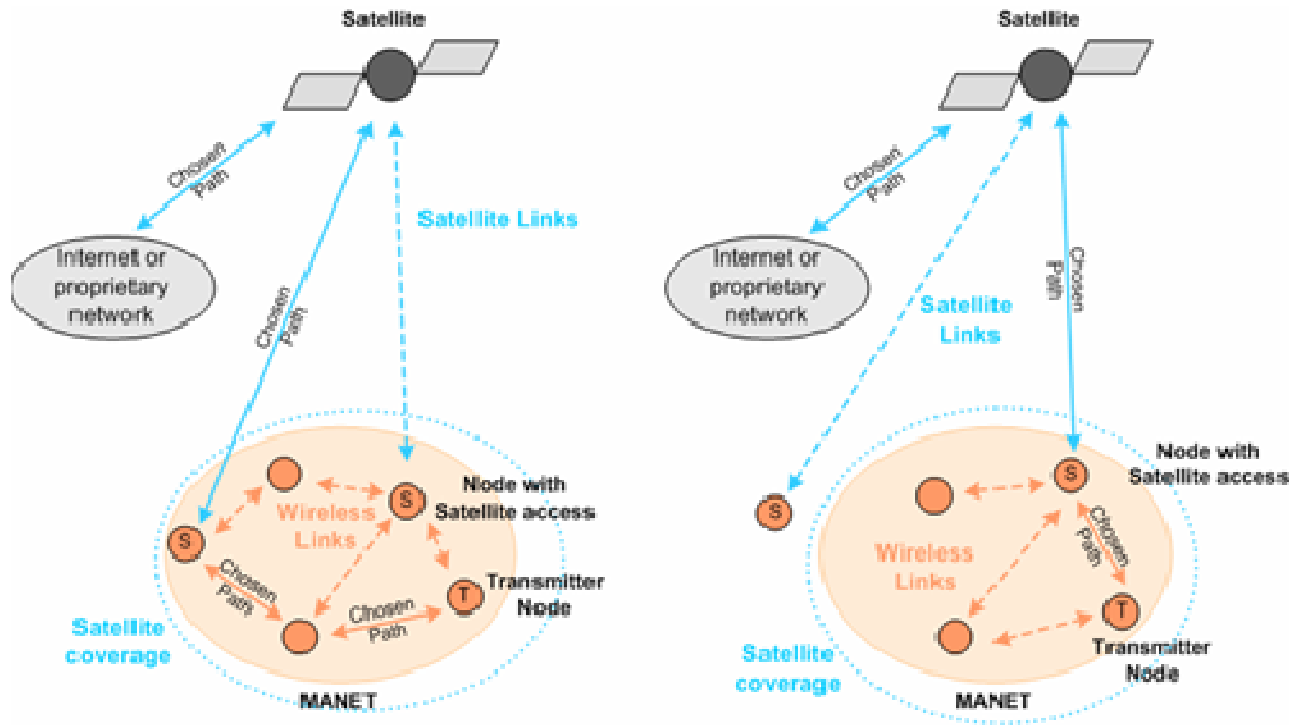 Satellite
Chosen
Path
Satellite Links
Internet or
proprietary
network
Chosen
Path
Node with
Satellite access
S
S
Wireless
Links
Chosen
Path
Chosen
Path
T
Transmitter
Node
Satellite
coverage
MANET
Satellite
Chosen
Path
Internet or
proprietary
network
Chosen
Path
Satellite
Links
Node with
Satellite access
S
S
Chosen
Path
Wireless
Links
T
Transmitter
Node
Satellite
coverage
MANET